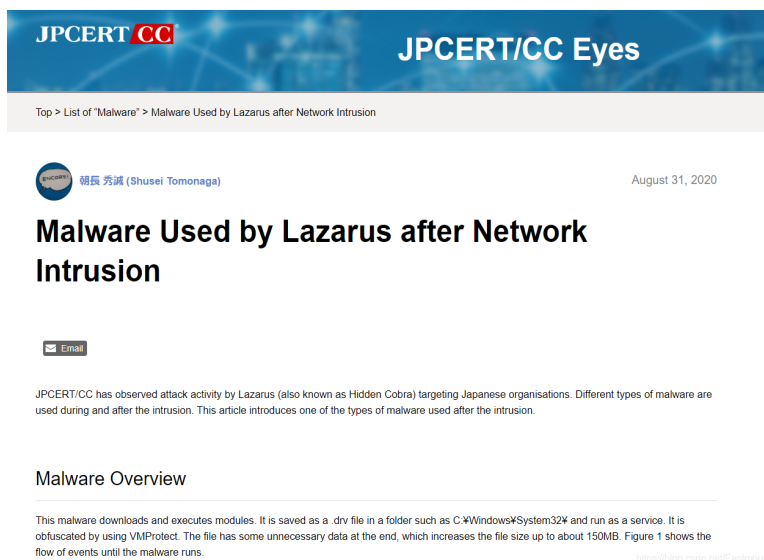 JPCERT CC®
JPCERT/CC Eyes
Top > List of "Malware" > Malware Used by Lazarus after Network Intrusion
ENCORE!
朝長 秀誠 (Shusei Tomonaga)
August 31, 2020
Malware Used by Lazarus after Network
Intrusion
Email
JPCERT/CC has observed attack activity by Lazarus (also known as Hidden Cobra) targeting Japanese organisations. Different types of malware are
used during and after the intrusion. This article introduces one of the types of malware used after the intrusion.
Malware Overview
This malware downloads and executes modules. It is saved as a .drv file in a folder such as C:¥Windows¥System32¥ and run as a service. It is
obfuscated by using VMProtect. The file has some unnecessary data at the end, which increases the file size up to about 150MB. Figure 1 shows the
flow of events until the malware runs.